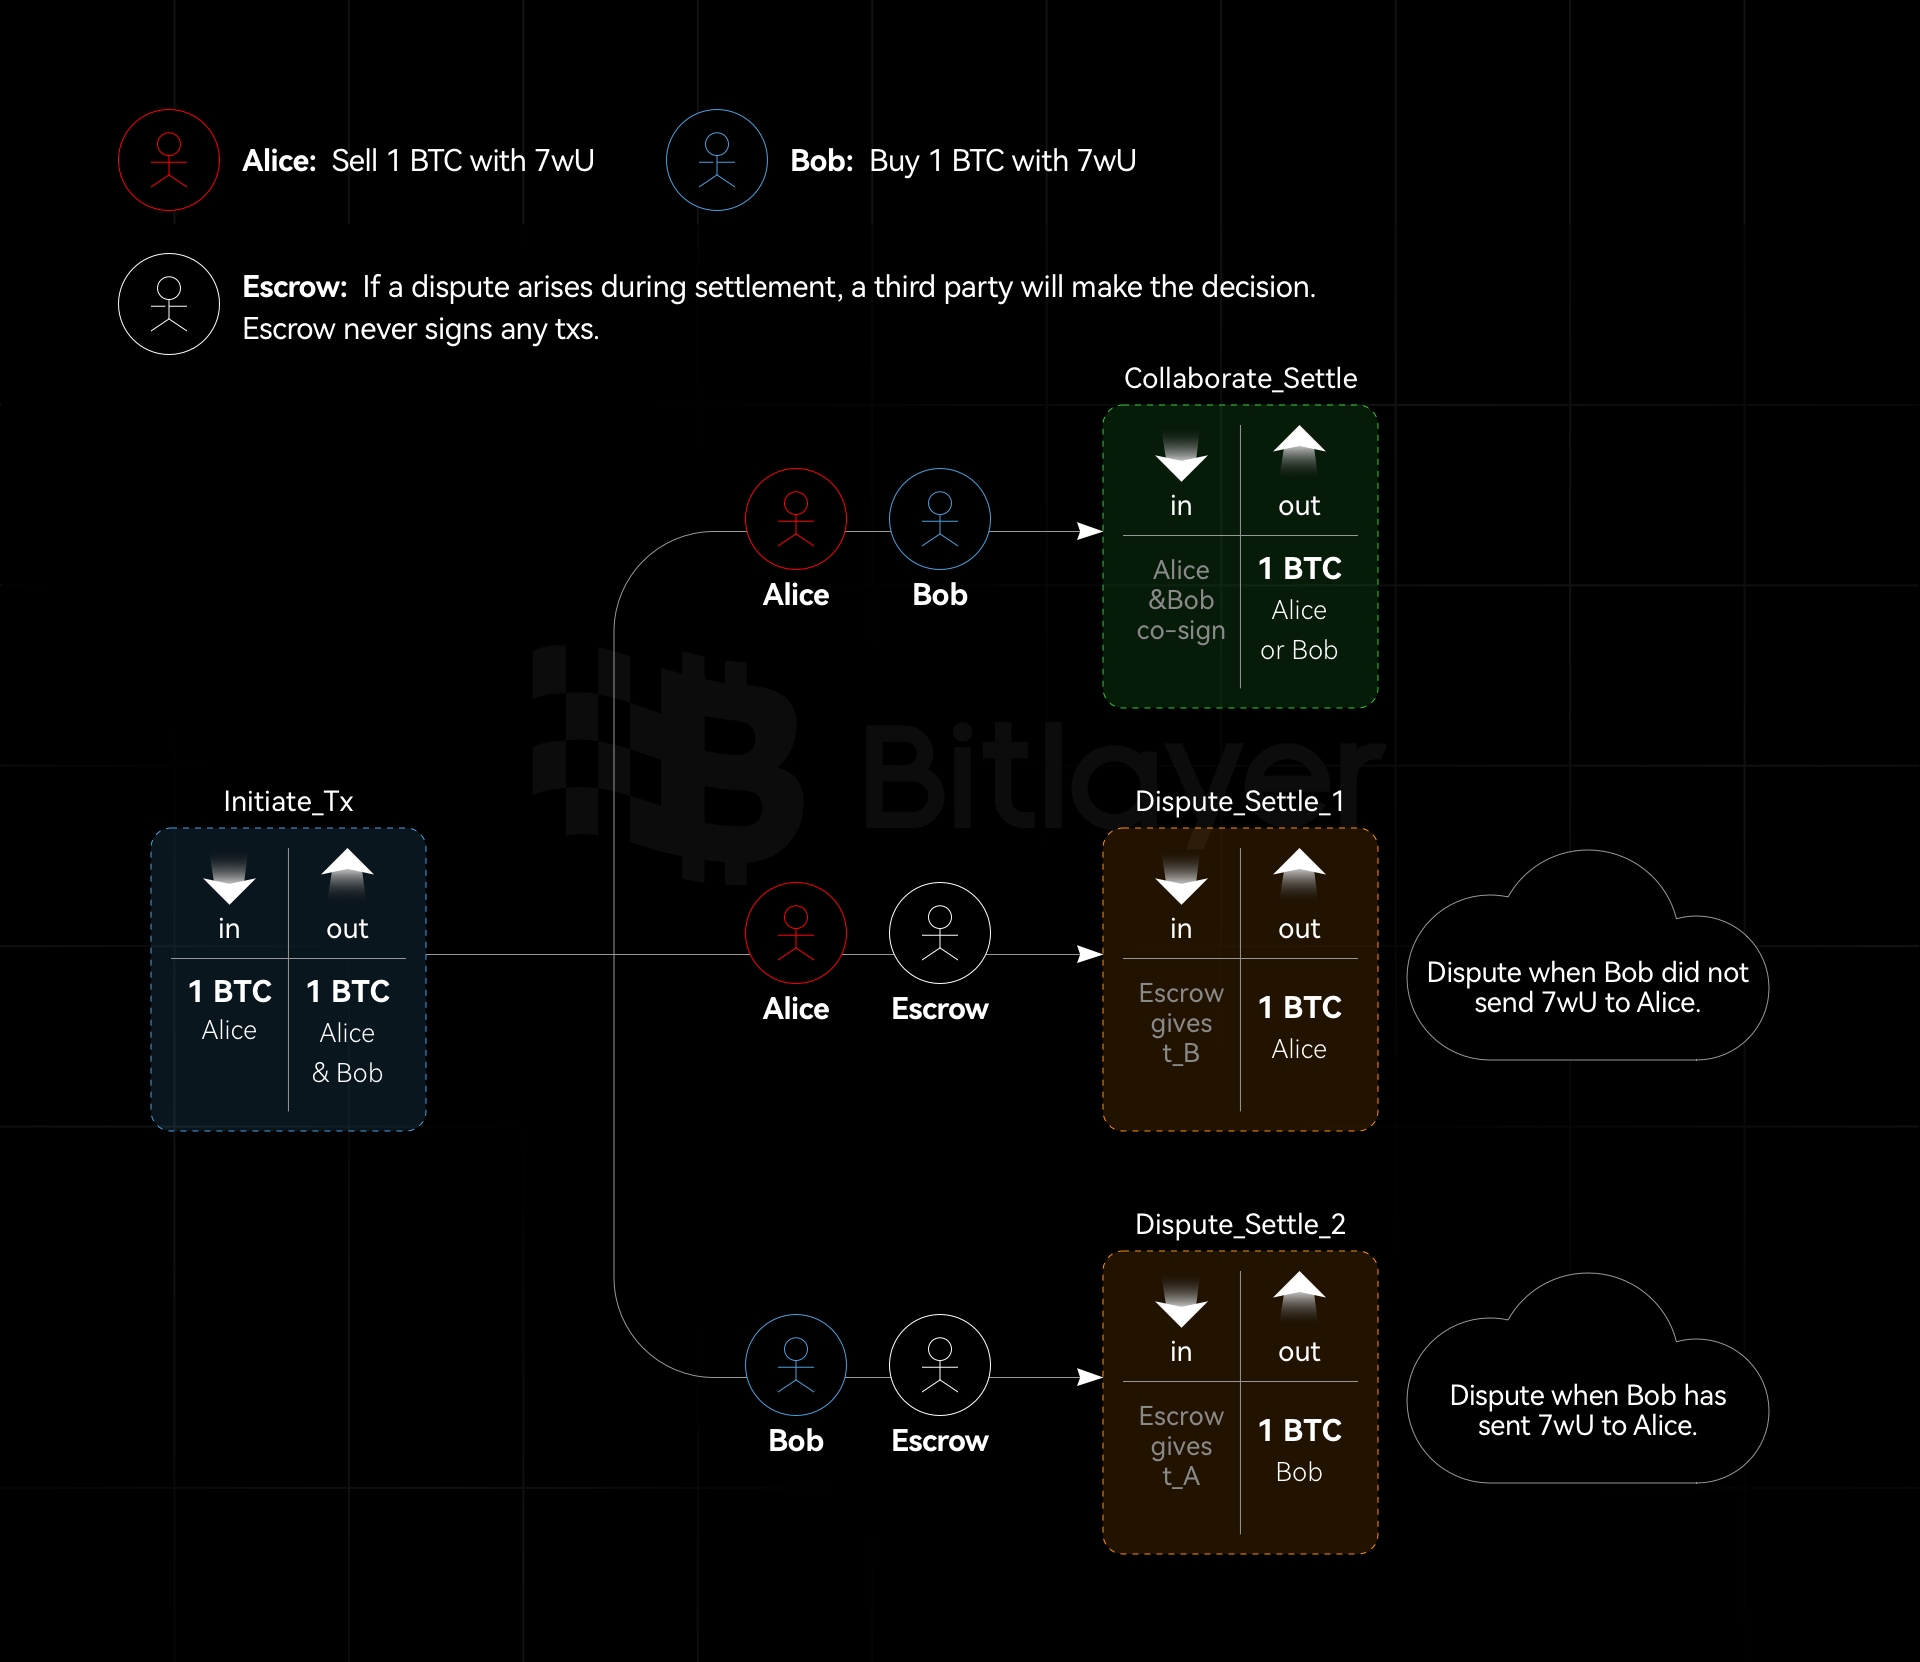 Alice: Sell 1 BTC with 7wU
Bob: Buy 1 BTC with 7wU
Escrow: If a dispute arises during settlement, a third party will make the decision.
Escrow never signs any txs.
Collaborate_Settle
in
out
Alice
&Bob
co-sign
1 BTC
Alice
or Bob
Alice
Bob
Bitlayer
Initiate_Tx
in
out
1 BTC
Alice
1 BTC
Alice
& Bob
Alice
Escrow
Dispute_Settle_1
in
out
Escrow
gives
t_B
1 BTC
Alice
Dispute when Bob did not
send 7wU to Alice.
Bob
Escrow
Dispute_Settle_2
in
out
Escrow
gives
t_A
1 BTC
Bob
Dispute when Bob has
sent 7wU to Alice.